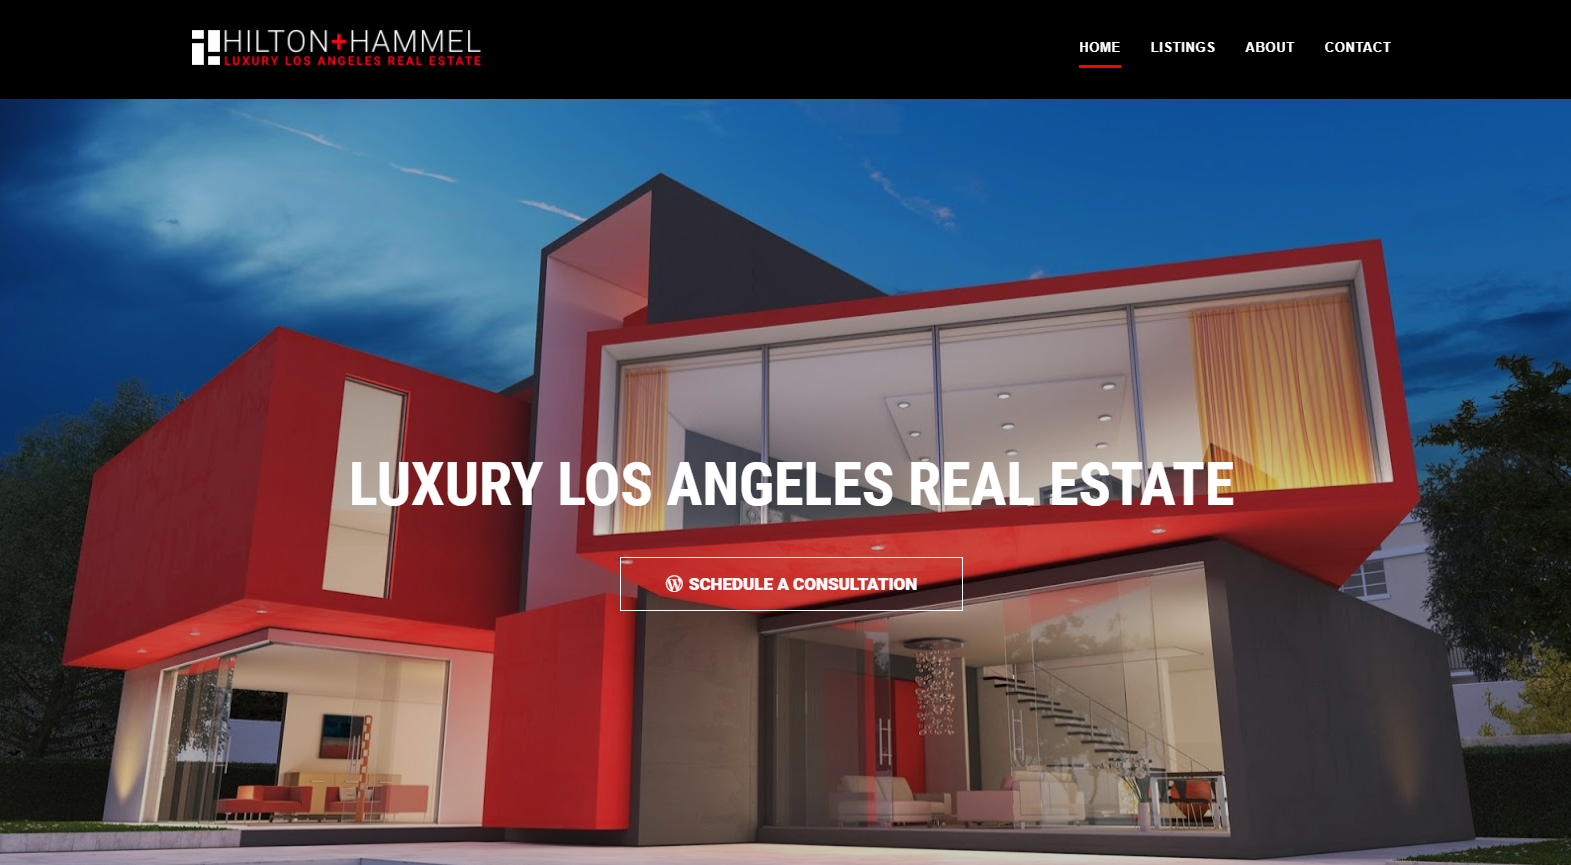 HILTON+HAMMEL
LUXURY LOS ANGELES REAL ESTATE
HOME LISTINGS ABOUT CONTACT
LUXURY LOS ANGELES REAL ESTATE
SCHEDULE A CONSULTATION